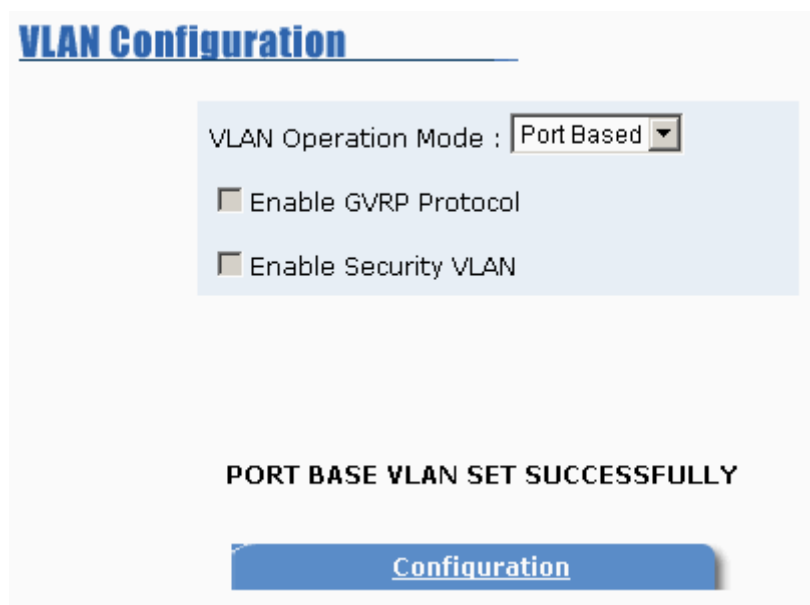 VLAN Configuration
VLAN Operation Mode : Port Based
Enable GVRP Protocol
Enable Security VLAN
PORT BASE VLAN SET SUCCESSFULLY
Configuration